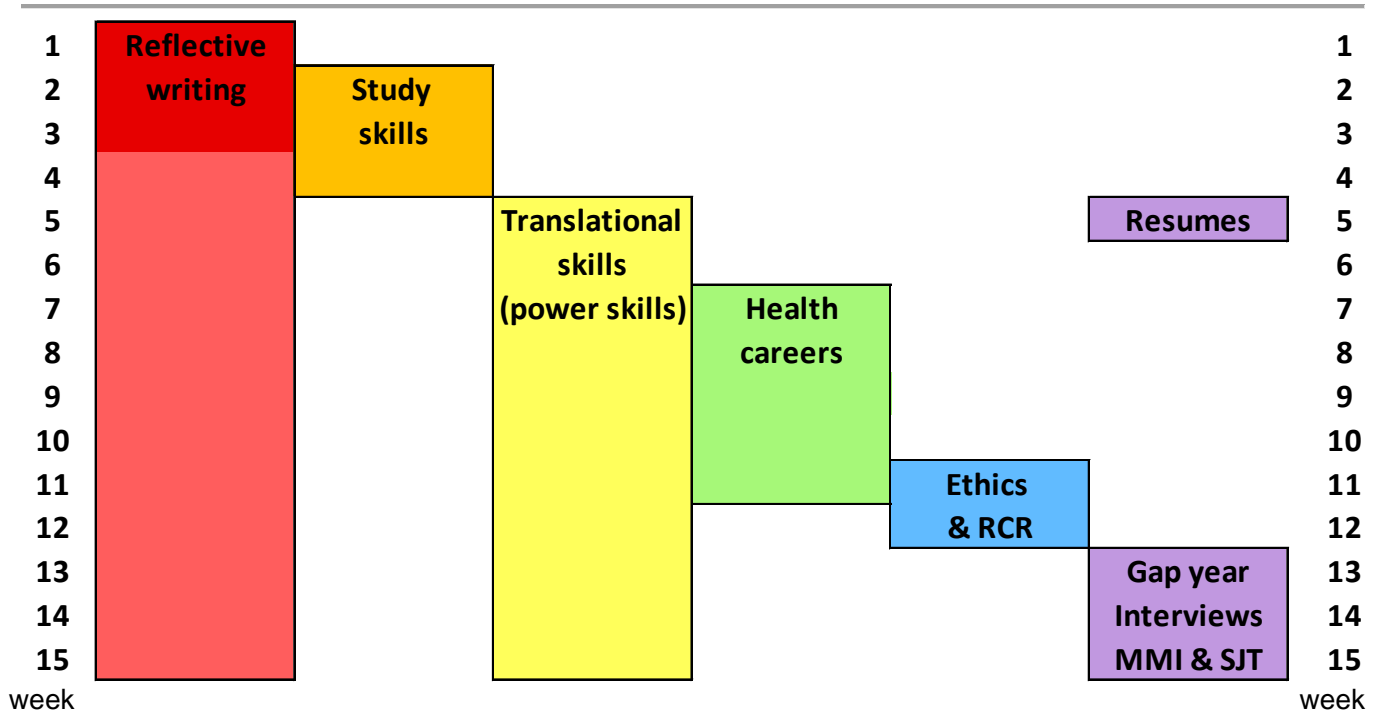 1 Reflective 1
2 writing Study 2
3 skills 3
4 4
5 Translational Resumes 5
6 skills 6
7 (power skills) Health 7
8 careers 8
9 9
10 10
11 Ethics 11
12 & RCR 12
13 Gap year 13
14 Interviews 14
15 MMI & SJT 15
week week